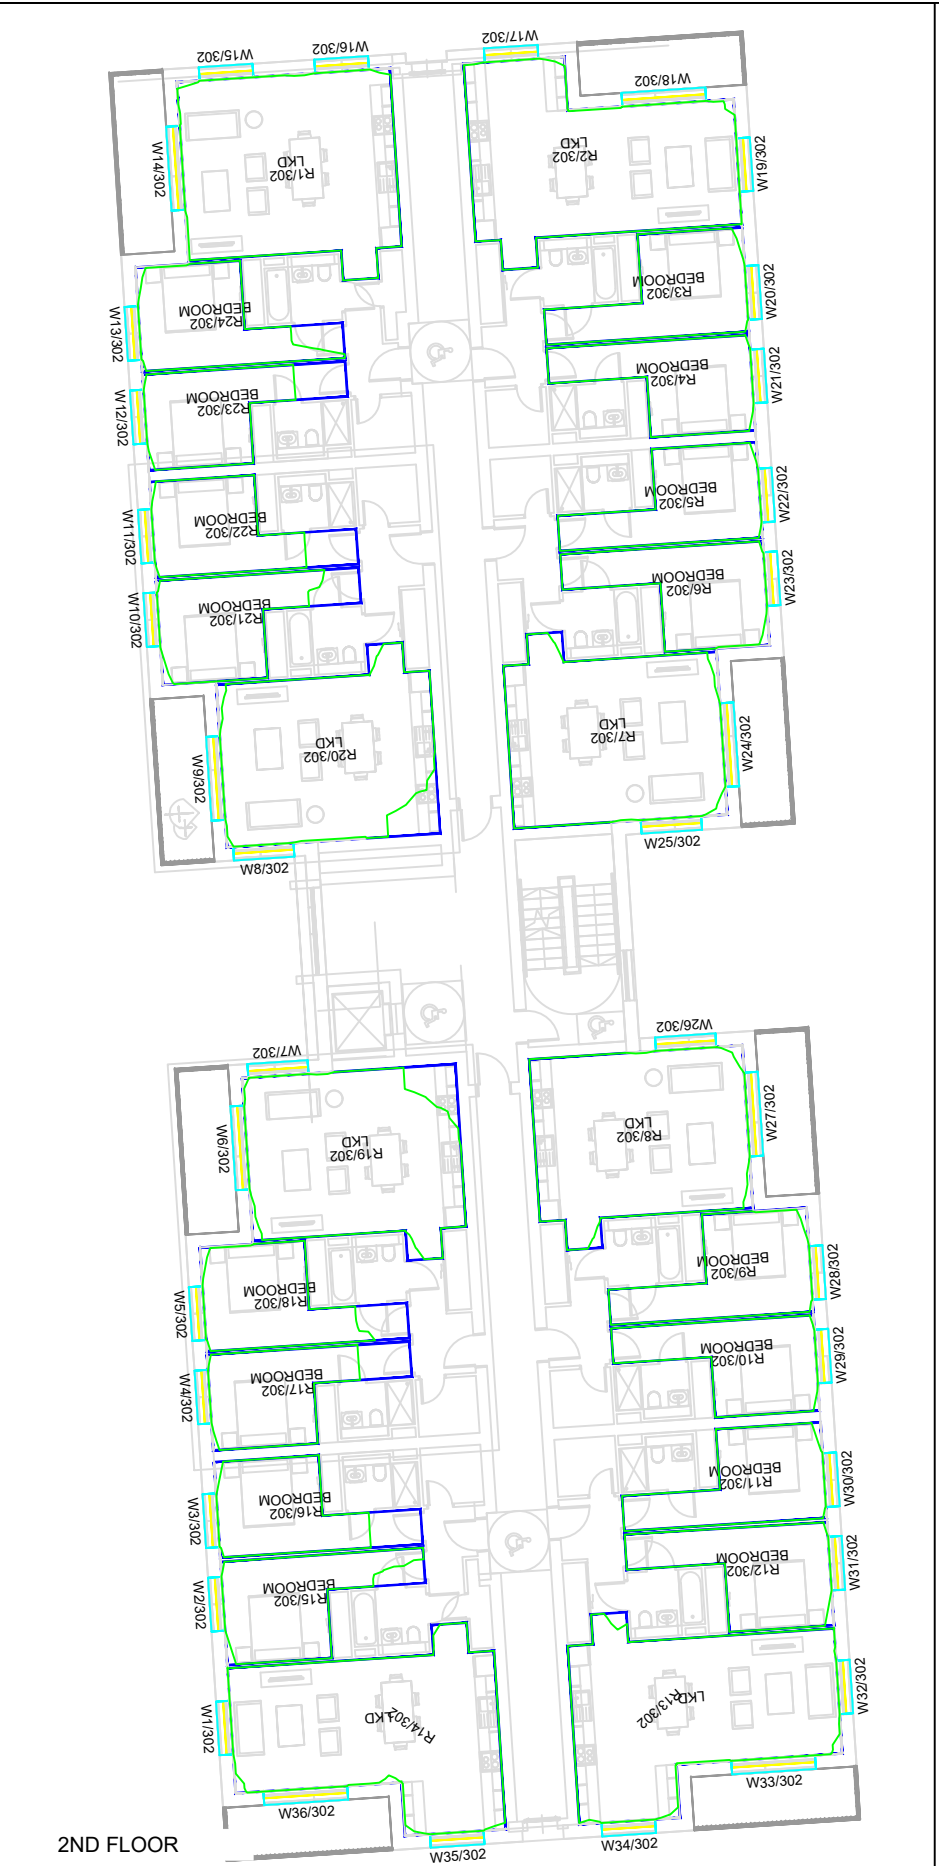 W15/302
W16/302
W17/302
W18/302
W14/302
R1/302
LKD
R2/302
LKD
W19/302
W13/302
R24/302
BEDROOM
R3/302
BEDROOM
W20/302
W12/302
R23/302
BEDROOM
R4/302
BEDROOM
W21/302
W11/302
R22/302
BEDROOM
R5/302
BEDROOM
W22/302
W10/302
R21/302
BEDROOM
R6/302
BEDROOM
W23/302
W9/302
R20/302
LKD
R7/302
LKD
W24/302
W8/302
W25/302
W7/302
W26/302
W6/302
R19/302
LKD
R8/302
LKD
W27/302
W5/302
R18/302
BEDROOM
R9/302
BEDROOM
W28/302
W4/302
R17/302
BEDROOM
R10/302
BEDROOM
W29/302
W3/302
R16/302
BEDROOM
R11/302
BEDROOM
W30/302
W2/302
R15/302
BEDROOM
R12/302
BEDROOM
W31/302
W1/302
R14/302
LKD
R13/302
LKD
W32/302
W36/302
W33/302
W35/302
W34/302
2ND FLOOR